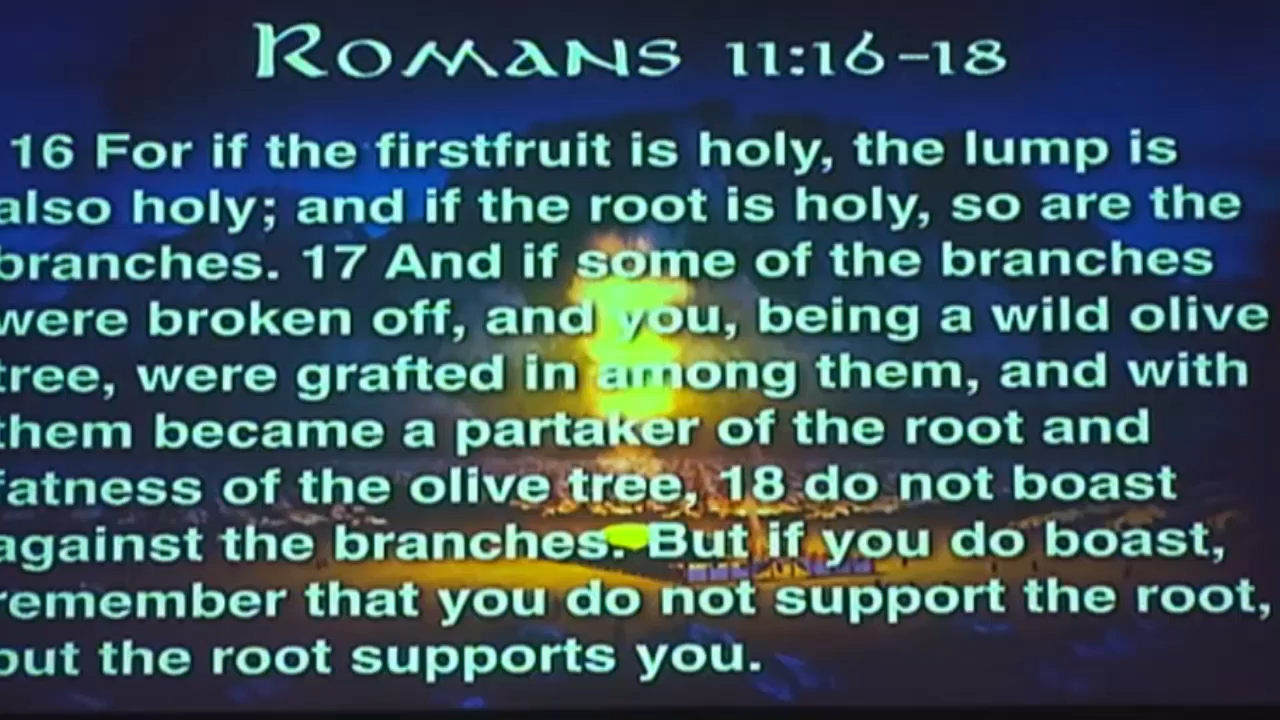 Romans 11:16-18
16 For if the firstfruit is holy, the lump is
also holy; and if the root is holy, so are the
branches. 17 And if some of the branches
were broken off, and you, being a wild olive
tree, were grafted in among them, and with
them became a partaker of the root and
fatness of the olive tree, 18 do not boast
against the branches. But if you do boast,
remember that you do not support the root,
but the root supports you.